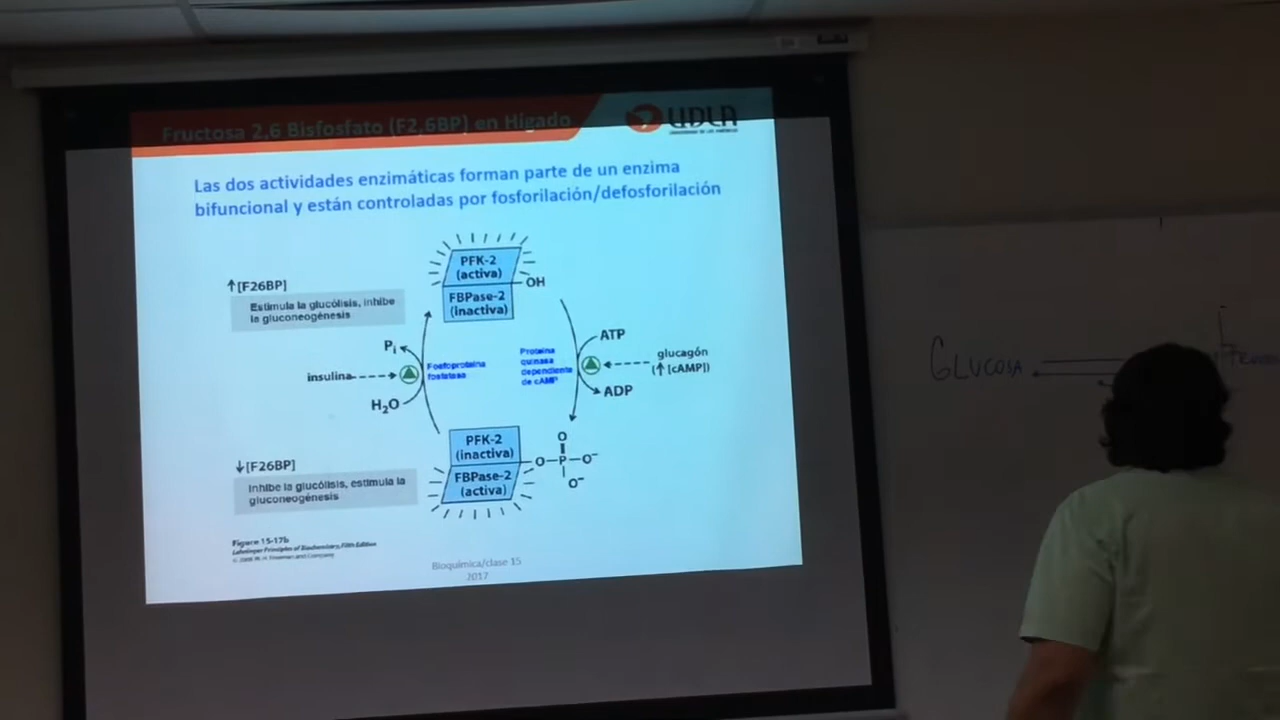 Fructosa 2,6 Bisfosfato (F2,6BP) en Hígado
UDLA
UNIVERSIDAD DE LAS AMÉRICAS
Las dos actividades enzimáticas forman parte de un enzima
bifuncional y están controladas por fosforilación/defosforilación
PFK-2
(activa)
FBPase-2
(inactiva)
OH
↑[F26BP]
Estimula la glucólisis, inhibe
la gluconeogénesis
Pi
insulina
H2O
Fosfoproteína
fosfatasa
Proteína
quinasa
dependiente
de cAMP
ATP
glucagón
(↑[cAMP])
ADP
↓[F26BP]
Inhibe la glucólisis, estimula la
gluconeogénesis
PFK-2
(inactiva)
FBPase-2
(activa)
O
O–P–O⁻
O⁻
Figure 15-17b
Lehninger Principles of Biochemistry, Fifth Edition
© 2008 W. H. Freeman and Company
Bioquímica/clase 15
2017
GLUCOSA